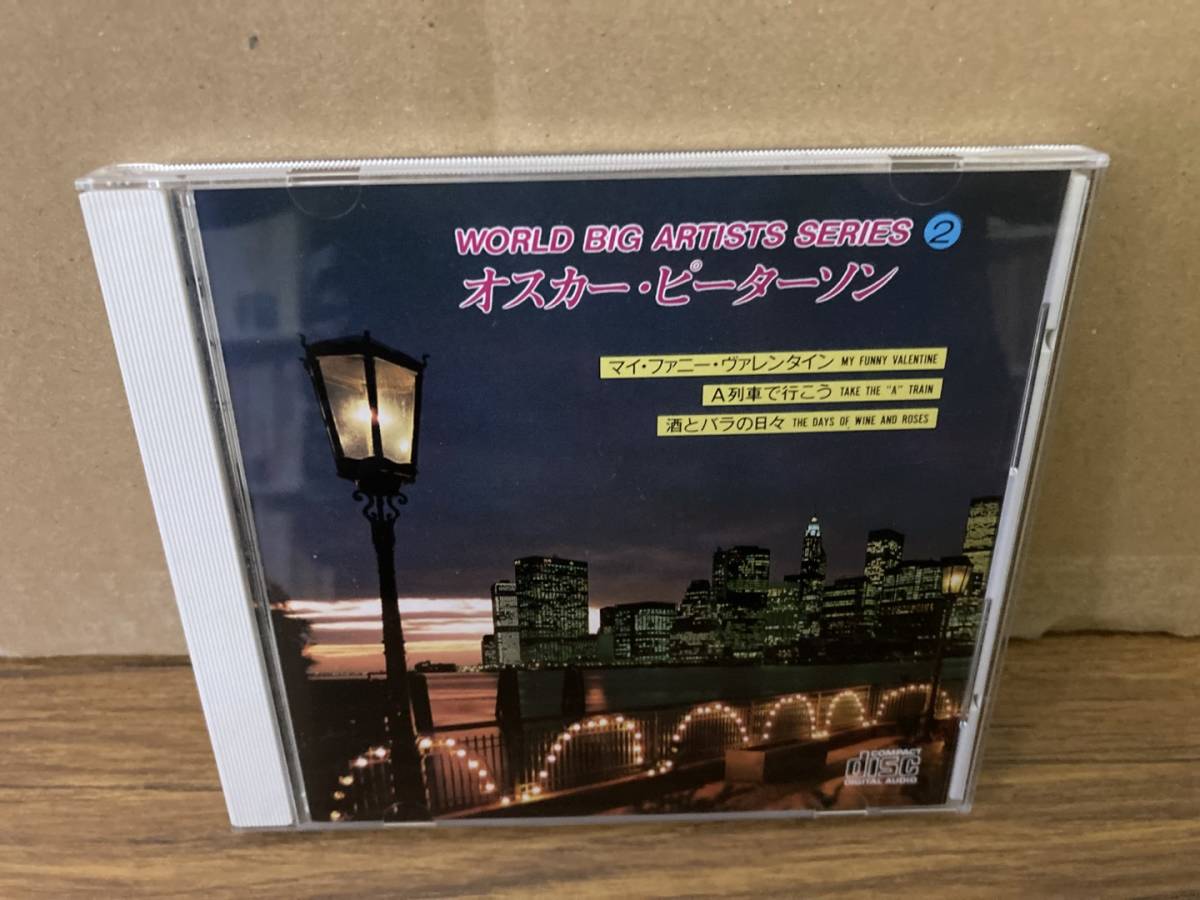 WORLD BIG ARTISTS SERIES 2
オスカー・ピーターソン
マイ・ファニー・ヴァレンタイン MY FUNNY VALENTINE
A列車で行こう TAKE THE "A" TRAIN
酒とバラの日々 THE DAYS OF WINE AND ROSES
COMPACT
disc
DIGITAL AUDIO